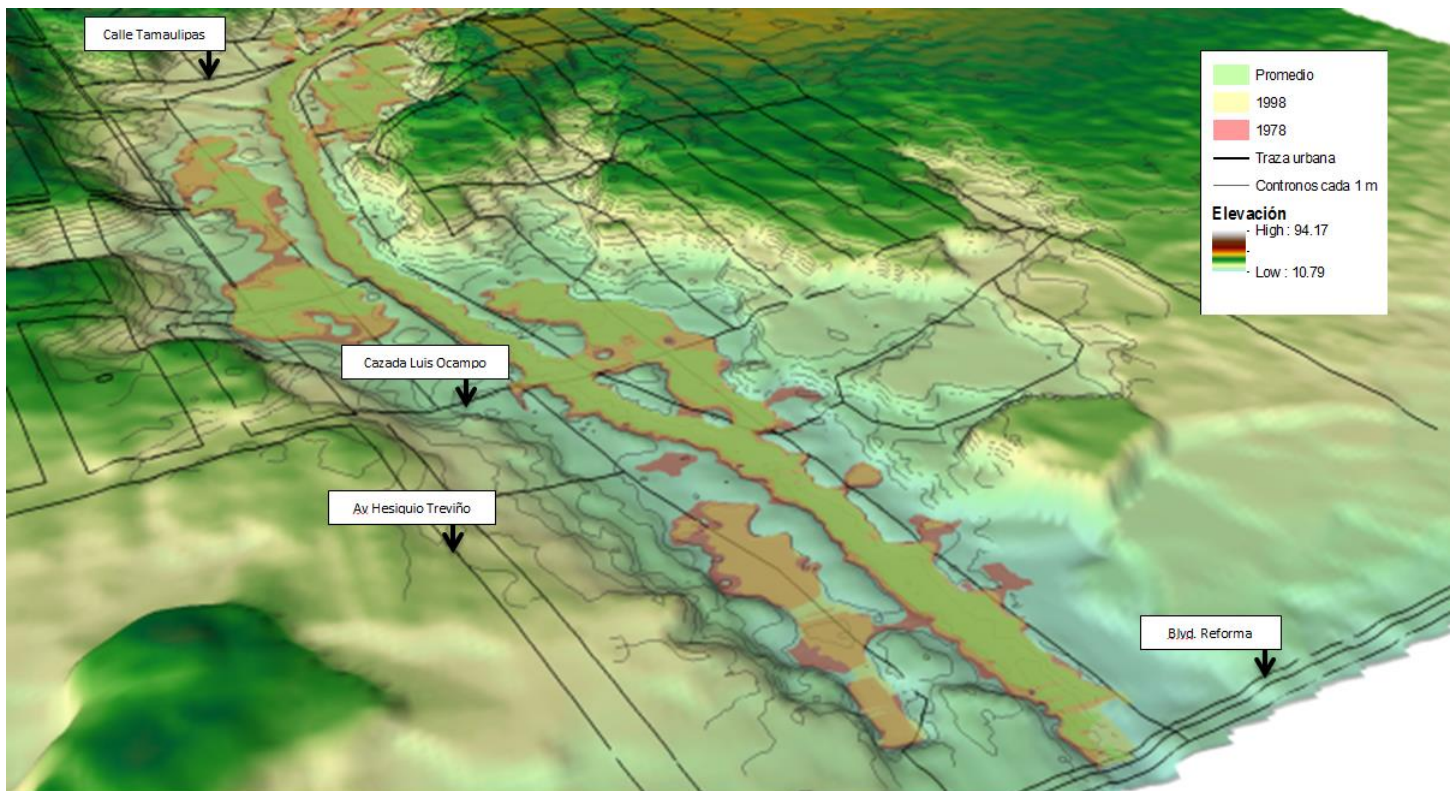 Calle Tamaulipas
Promedio
1998
1978
Traza urbana
Contronos cada 1 m
Elevación
High : 94.17
Low : 10.79
Cazada Luis Ocampo
Av Hesiquio Treviño
Blvd. Reforma